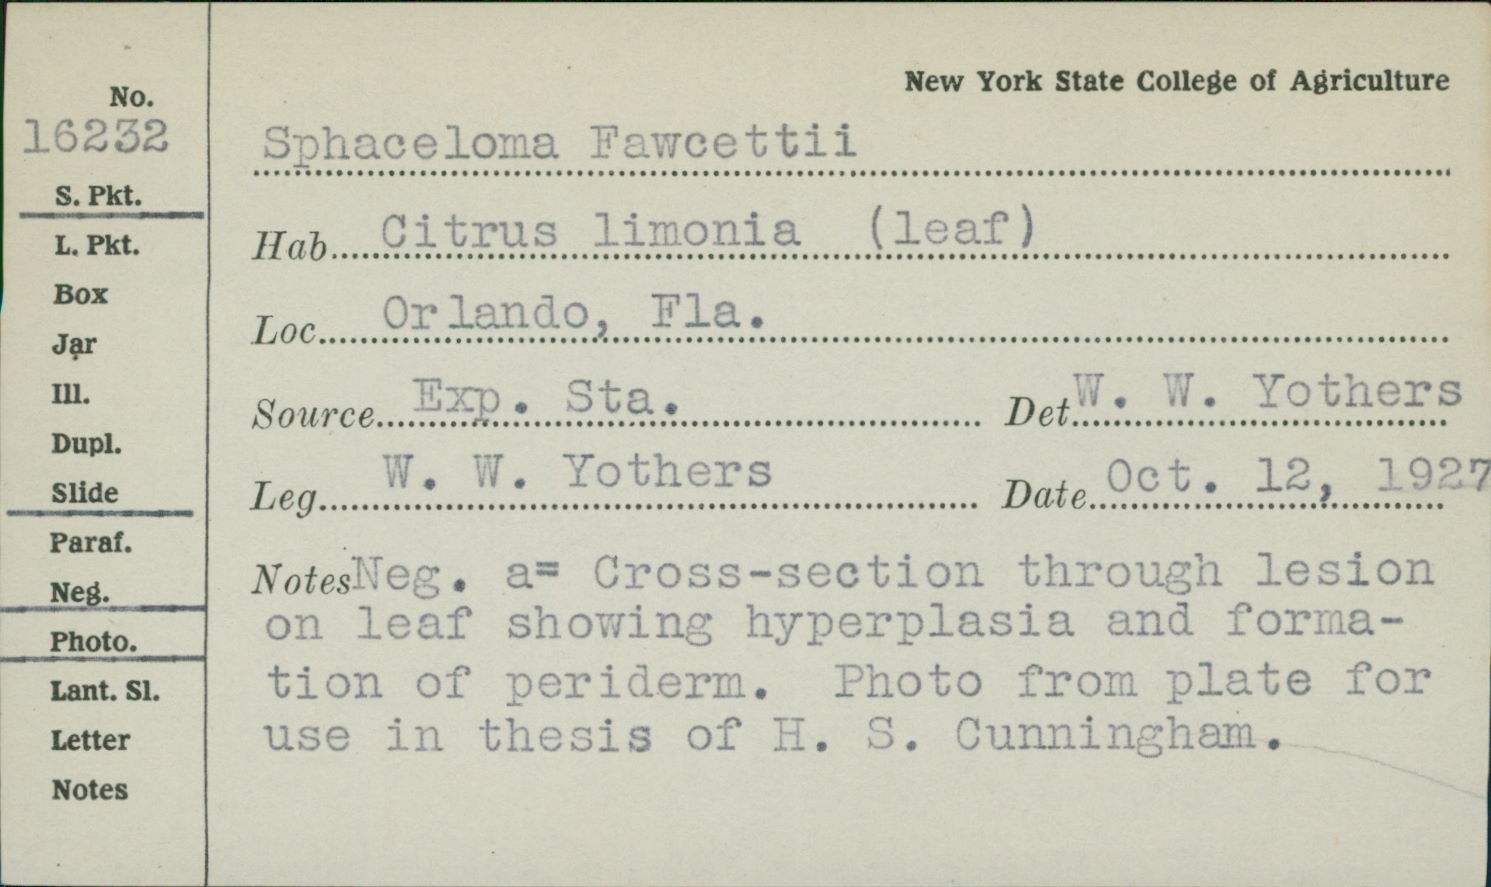 New York State College of Agriculture
No.
16232
S. Pkt.
L. Pkt.
Box
Jar
Ill.
Dupl.
Slide
Paraf.
Neg.
Photo.
Lant. Sl.
Letter
Notes
Sphaceloma Fawcettii
Hab. Citrus limonia (leaf)
Loc. Orlando, Fla.
Source. Exp. Sta. Det. W. W. Yothers
Leg. W. W. Yothers Date. Oct. 12, 1927
Notes Neg. a= Cross-section through lesion
on leaf showing hyperplasia and forma-
tion of periderm. Photo from plate for
use in thesis of H. S. Cunningham.